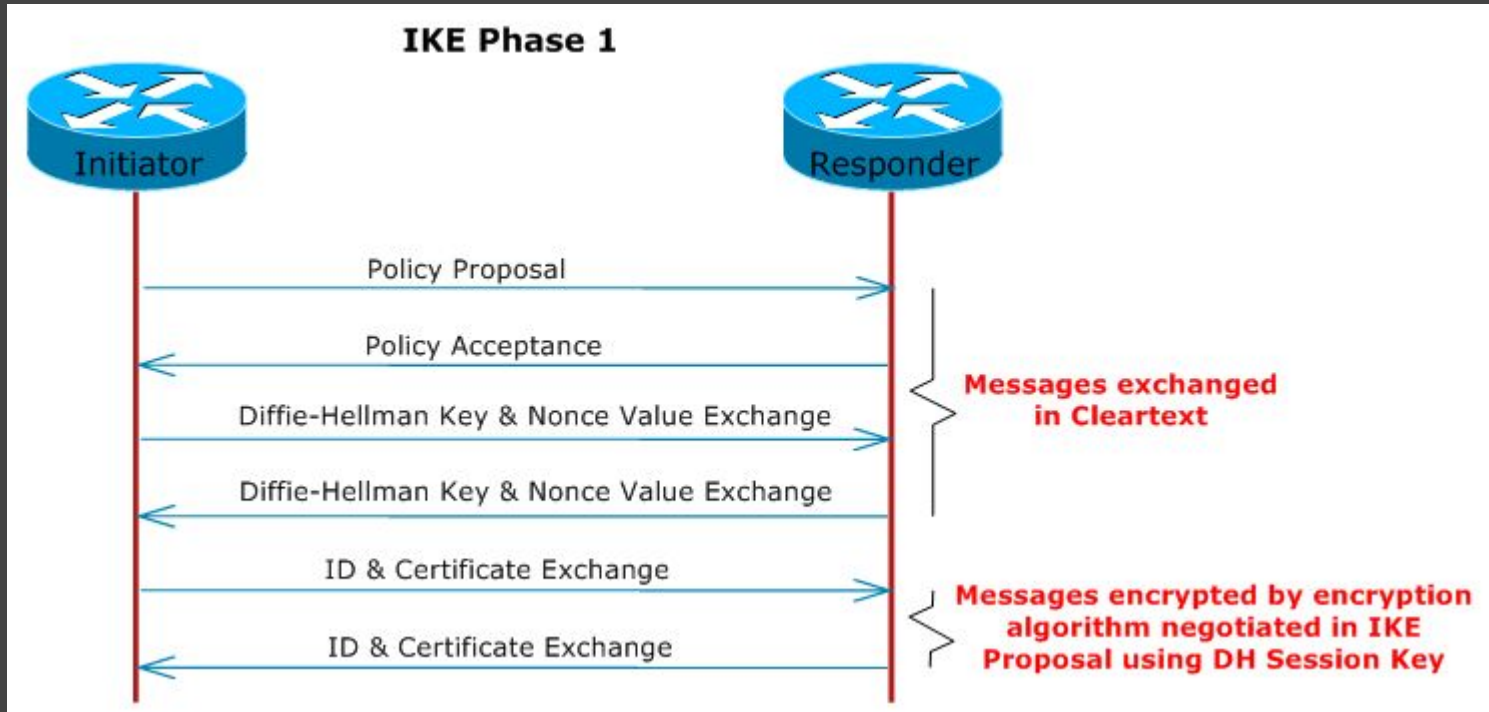 IKE Phase 1
Initiator
Responder
Policy Proposal
Policy Acceptance
Diffie-Hellman Key & Nonce Value Exchange
Diffie-Hellman Key & Nonce Value Exchange
ID & Certificate Exchange
ID & Certificate Exchange
Messages exchanged
in Cleartext
Messages encrypted by encryption
algorithm negotiated in IKE
Proposal using DH Session Key